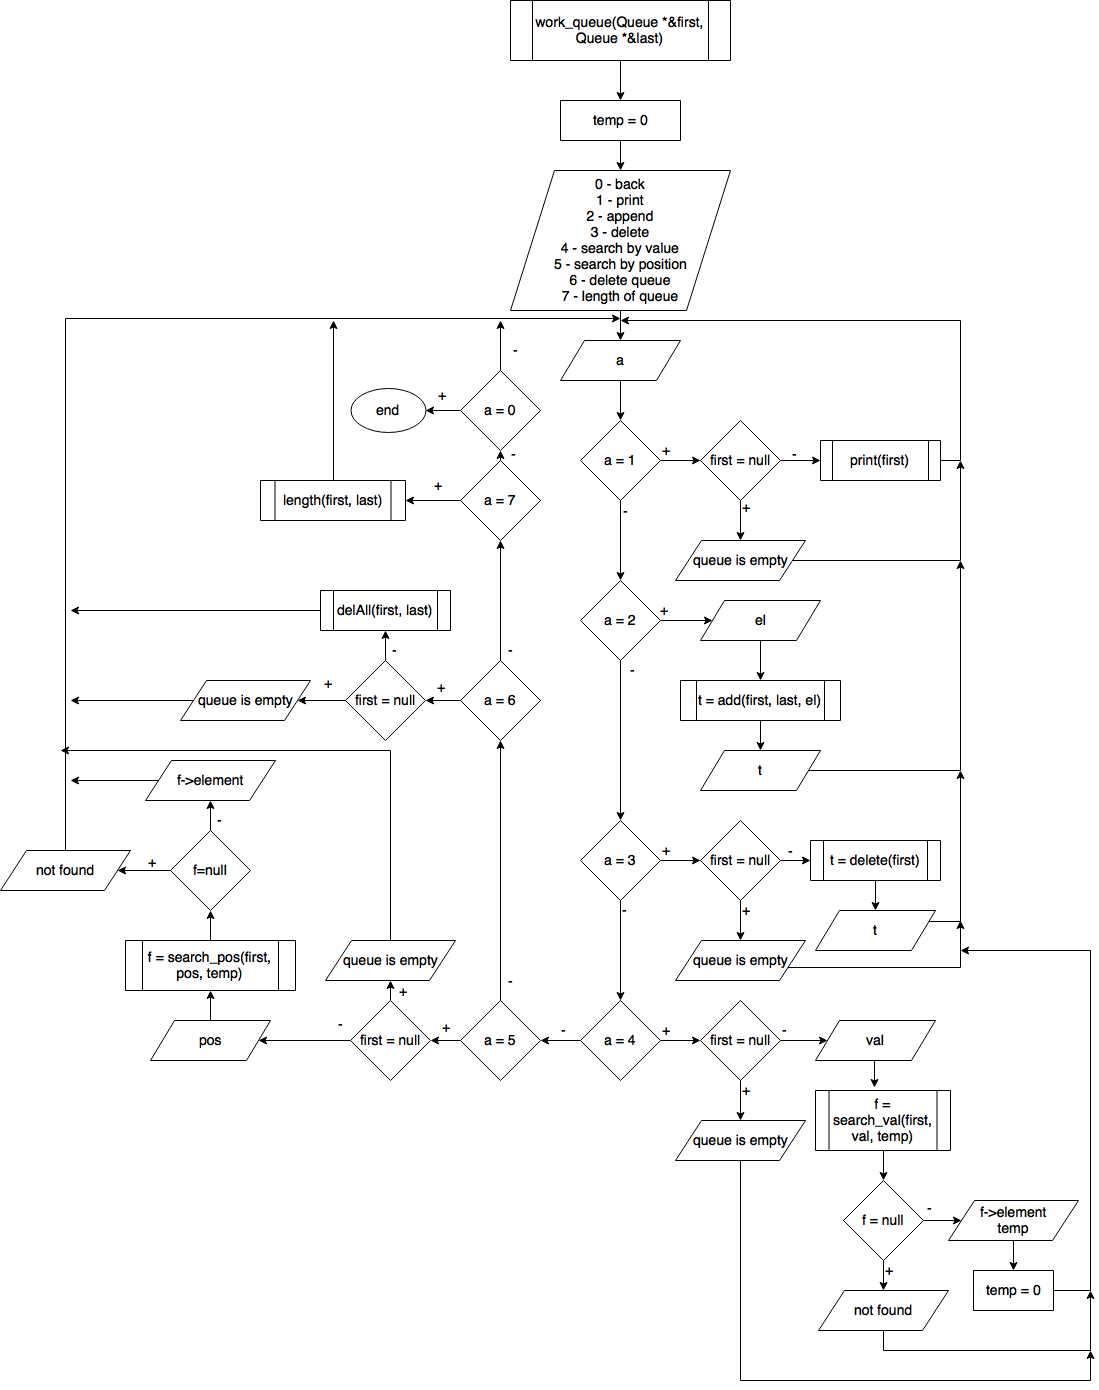 work_queue(Queue *&first,
Queue *&last)
temp = 0
0 - back
1 - print
2 - append
3 - delete
4 - search by value
5 - search by position
6 - delete queue
7 - length of queue
a
-
end
+
a = 0
-
a = 1
+
first = null
-
print(first)
length(first, last)
+
a = 7
-
+
queue is empty
delAll(first, last)
-
-
a = 2
+
el
-
queue is empty
+
first = null
+
a = 6
t = add(first, last, el)
f->element
t
-
not found
+
f=null
a = 3
+
first = null
-
t = delete(first)
-
+
t
f = search_pos(first,
pos, temp)
queue is empty
queue is empty
+
-
pos
-
first = null
+
a = 5
-
a = 4
+
first = null
-
val
+
queue is empty
f =
search_val(first,
val, temp)
f = null
-
f->element
temp
+
temp = 0
not found